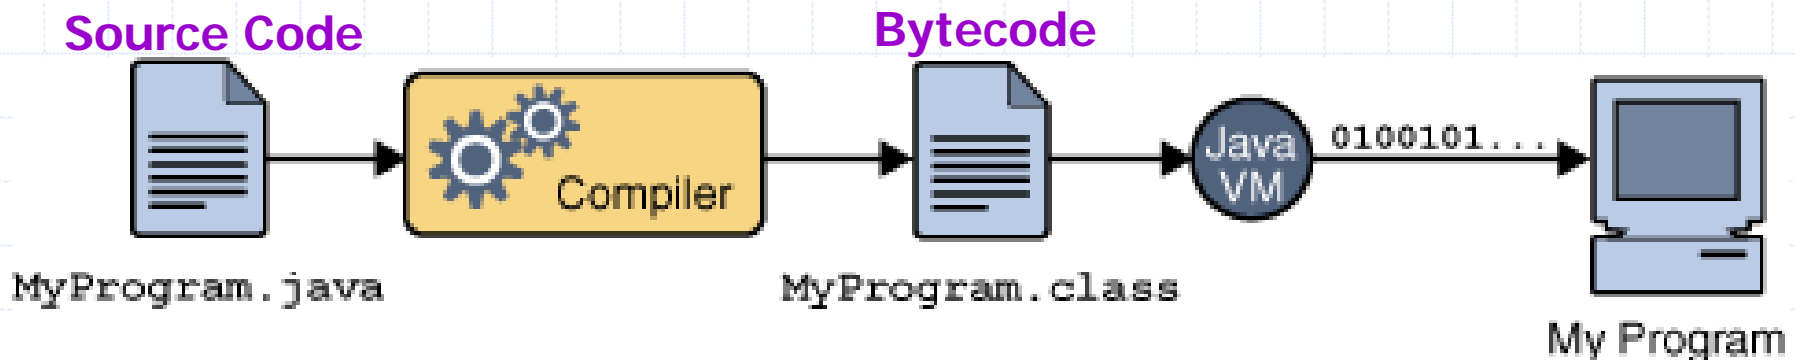 Source Code
Bytecode
Compiler
Java
VM
0100101...
MyProgram.java
MyProgram.class
My Program